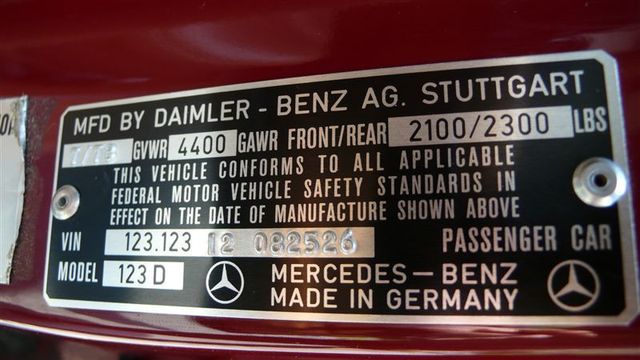 MFD BY DAIMLER - BENZ AG. STUTTGART
GVWR 4400 GAWR FRONT/REAR 2100/2300 LBS
THIS VEHICLE CONFORMS TO ALL APPLICABLE
FEDERAL MOTOR VEHICLE SAFETY STANDARDS IN
EFFECT ON THE DATE OF MANUFACTURE SHOWN ABOVE
VIN 123.123 12 082526 PASSENGER CAR
MODEL 123 D MERCEDES-BENZ
MADE IN GERMANY